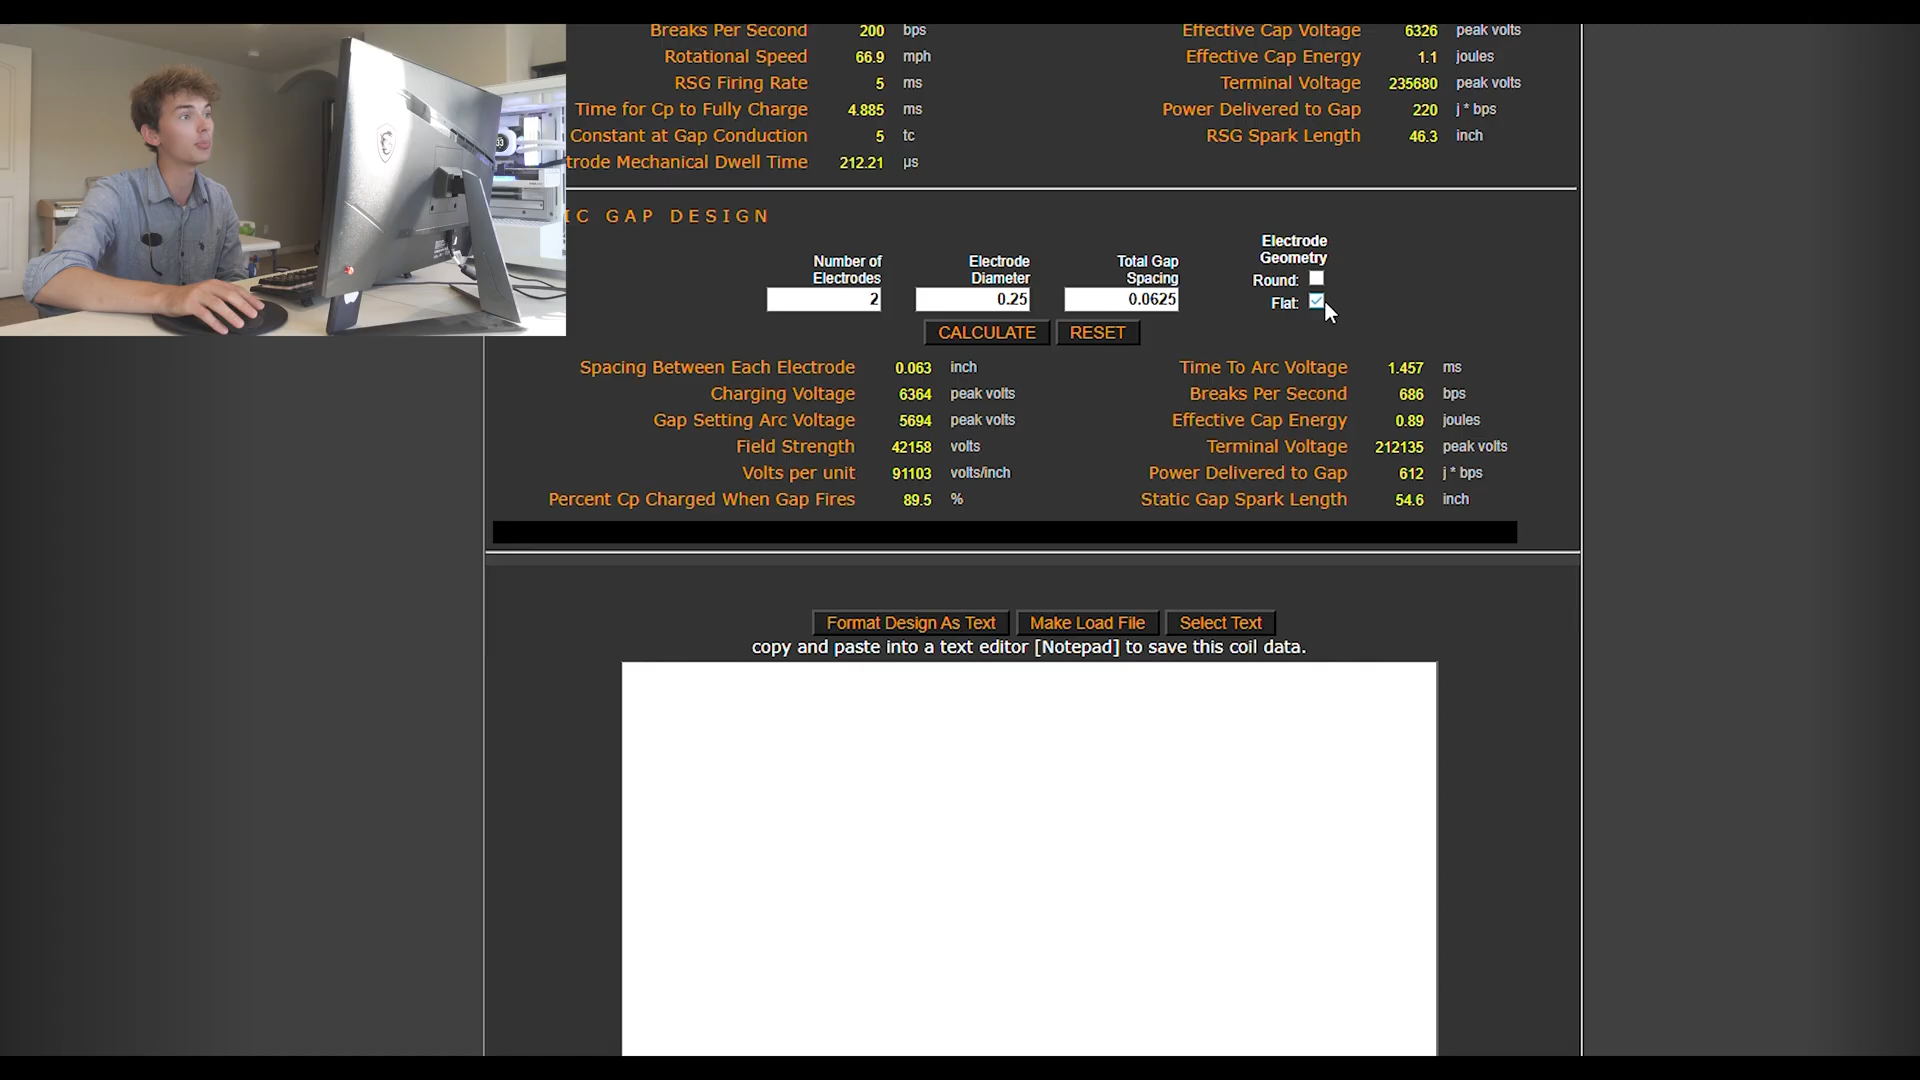 Breaks Per Second 200 bps Effective Cap Voltage 6326 peak volts
Rotational Speed 66.9 mph Effective Cap Energy 1.1 joules
RSG Firing Rate 5 ms Terminal Voltage 235680 peak volts
Time for Cp to Fully Charge 4.885 ms Power Delivered to Gap 220 j * bps
Constant at Gap Conduction 5 tc RSG Spark Length 46.3 inch
trode Mechanical Dwell Time 212.21 µs
IC GAP DESIGN
Number of Electrodes 2
Electrode Diameter 0.25
Total Gap Spacing 0.0625
Electrode Geometry
Round:
Flat:
CALCULATE RESET
Spacing Between Each Electrode 0.063 inch Time To Arc Voltage 1.457 ms
Charging Voltage 6364 peak volts Breaks Per Second 686 bps
Gap Setting Arc Voltage 5694 peak volts Effective Cap Energy 0.89 joules
Field Strength 42158 volts Terminal Voltage 212135 peak volts
Volts per unit 91103 volts/inch Power Delivered to Gap 612 j * bps
Percent Cp Charged When Gap Fires 89.5 % Static Gap Spark Length 54.6 inch
Format Design As Text Make Load File Select Text
copy and paste into a text editor [Notepad] to save this coil data.